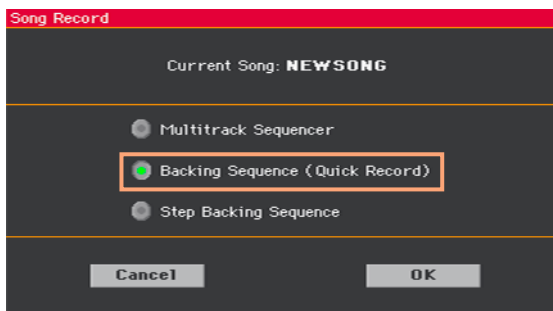 Song Record
Current Song: NEWSONG
Multitrack Sequencer
Backing Sequence (Quick Record)
Step Backing Sequence
Cancel OK